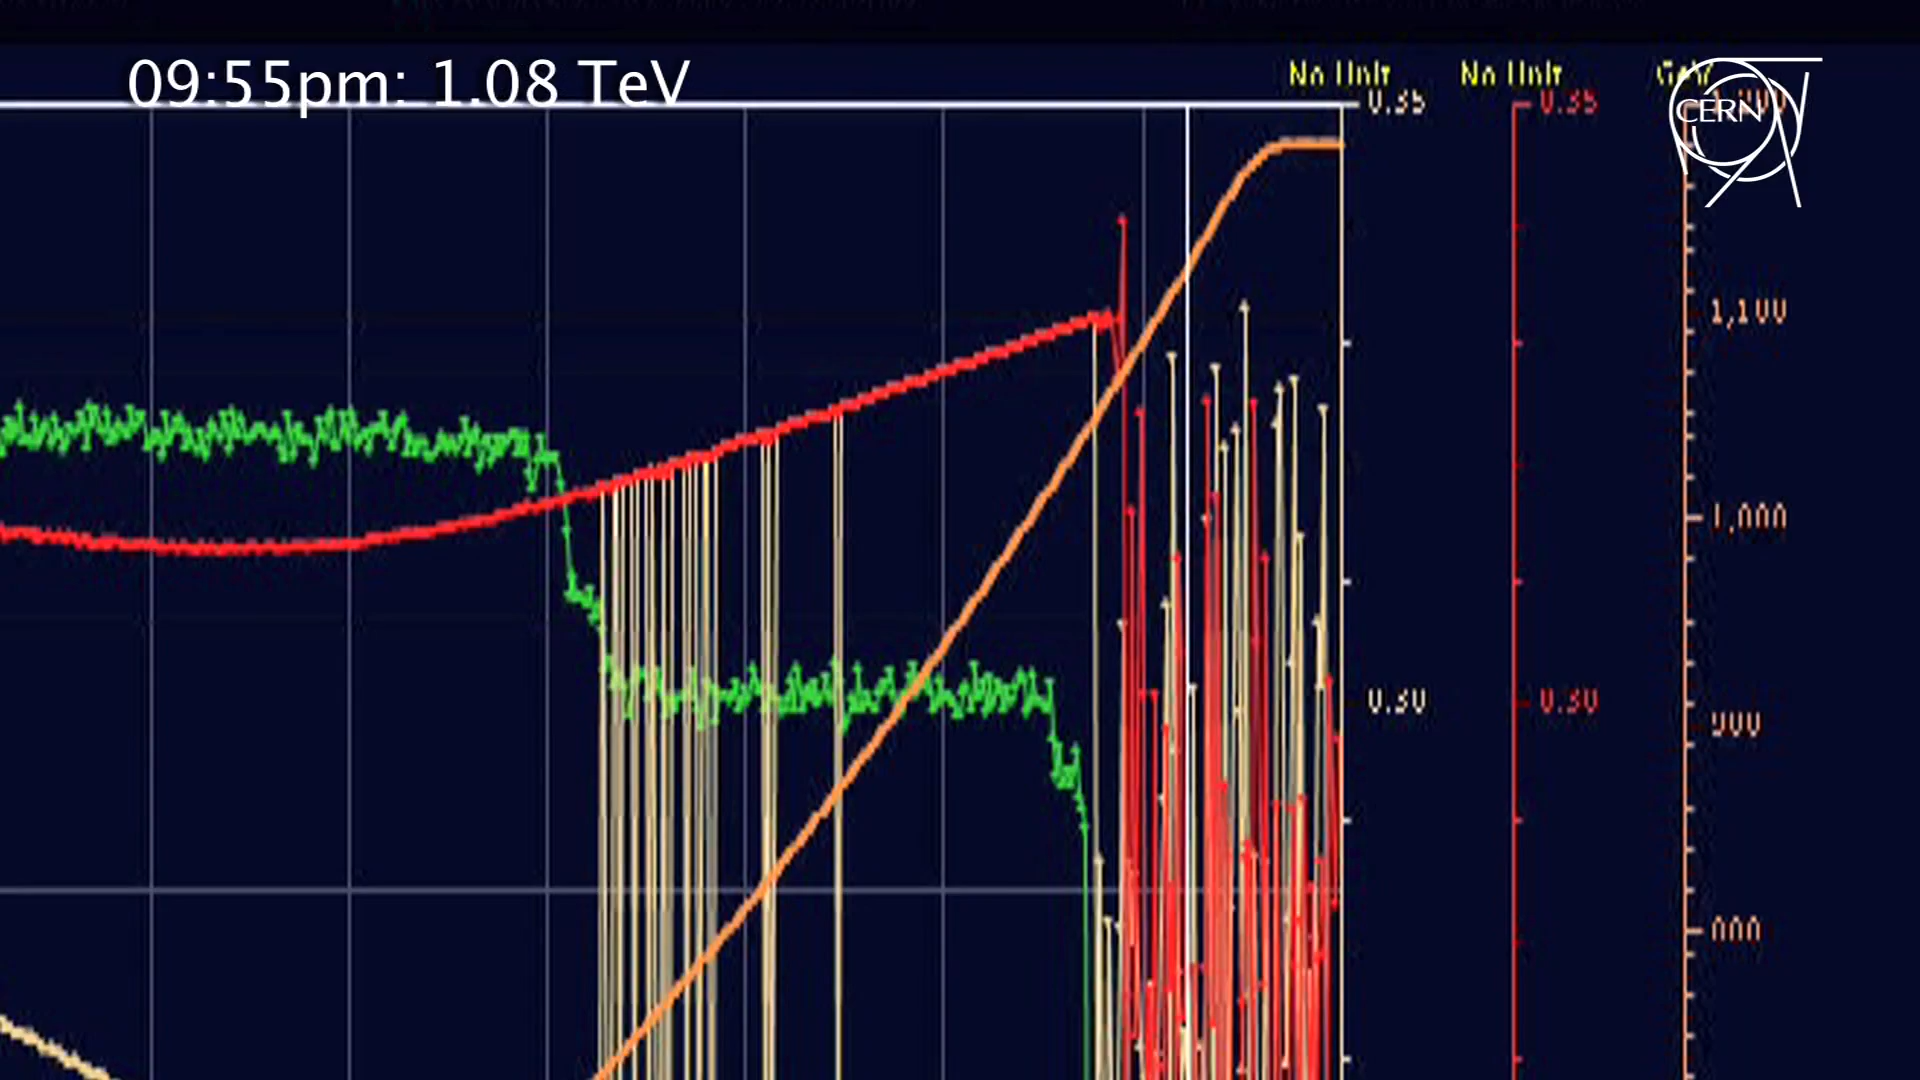 09:55pm: 1.08 TeV
No Unit No Unit GeV
0.35 0.35
CERN
1,100
1,000
0.30 0.30
900